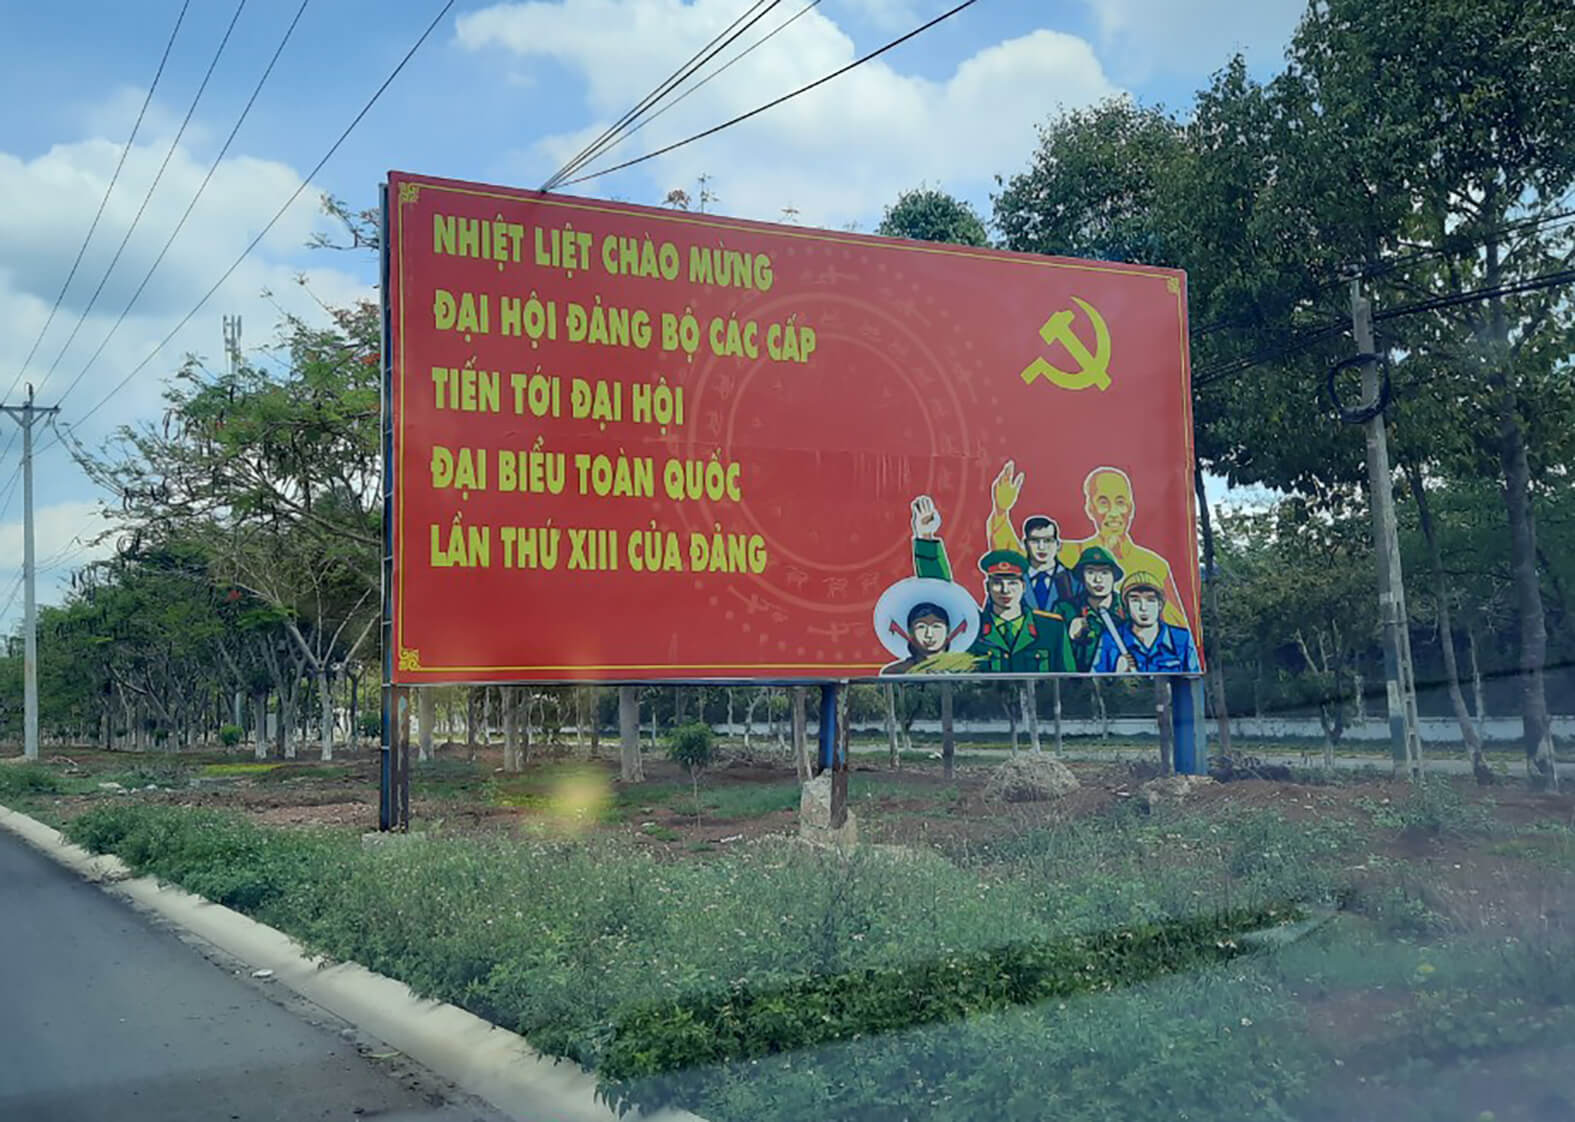 NHIỆT LIỆT CHÀO MỪNG
ĐẠI HỘI ĐẢNG BỘ CÁC CẤP
TIẾN TỚI ĐẠI HỘI
ĐẠI BIỂU TOÀN QUỐC
LẦN THỨ XIII CỦA ĐẢNG